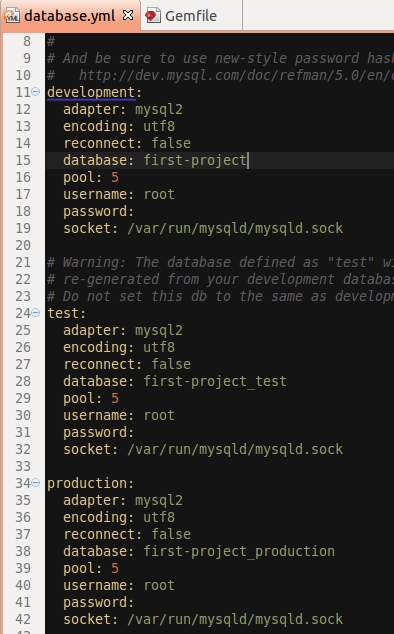 database.yml Gemfile
8 #
9 # And be sure to use new-style password
10 # http://dev.mysql.com/doc/refman/5.0/en/
11 development:
12 adapter: mysql2
13 encoding: utf8
14 reconnect: false
15 database: first-project
16 pool: 5
17 username: root
18 password:
19 socket: /var/run/mysqld/mysqld.sock
20
21 # Warning: The database defined as "test"
22 # re-generated from your development
23 # Do not set this db to the same as
24 test:
25 adapter: mysql2
26 encoding: utf8
27 reconnect: false
28 database: first-project_test
29 pool: 5
30 username: root
31 password:
32 socket: /var/run/mysqld/mysqld.sock
33
34 production:
35 adapter: mysql2
36 encoding: utf8
37 reconnect: false
38 database: first-project_production
39 pool: 5
40 username: root
41 password:
42 socket: /var/run/mysqld/mysqld.sock